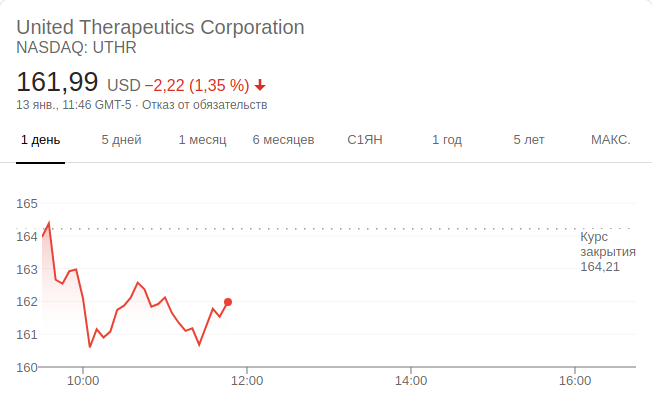 United Therapeutics Corporation
NASDAQ: UTHR
161,99 USD −2,22 (1,35 %)
13 янв., 11:46 GMT-5 · Отказ от обязательств
1 день 5 дней 1 месяц 6 месяцев С1ЯН 1 год 5 лет МАКС.
165
164
163
162
161
160
Курс
закрытия
164,21
10:00 12:00 14:00 16:00